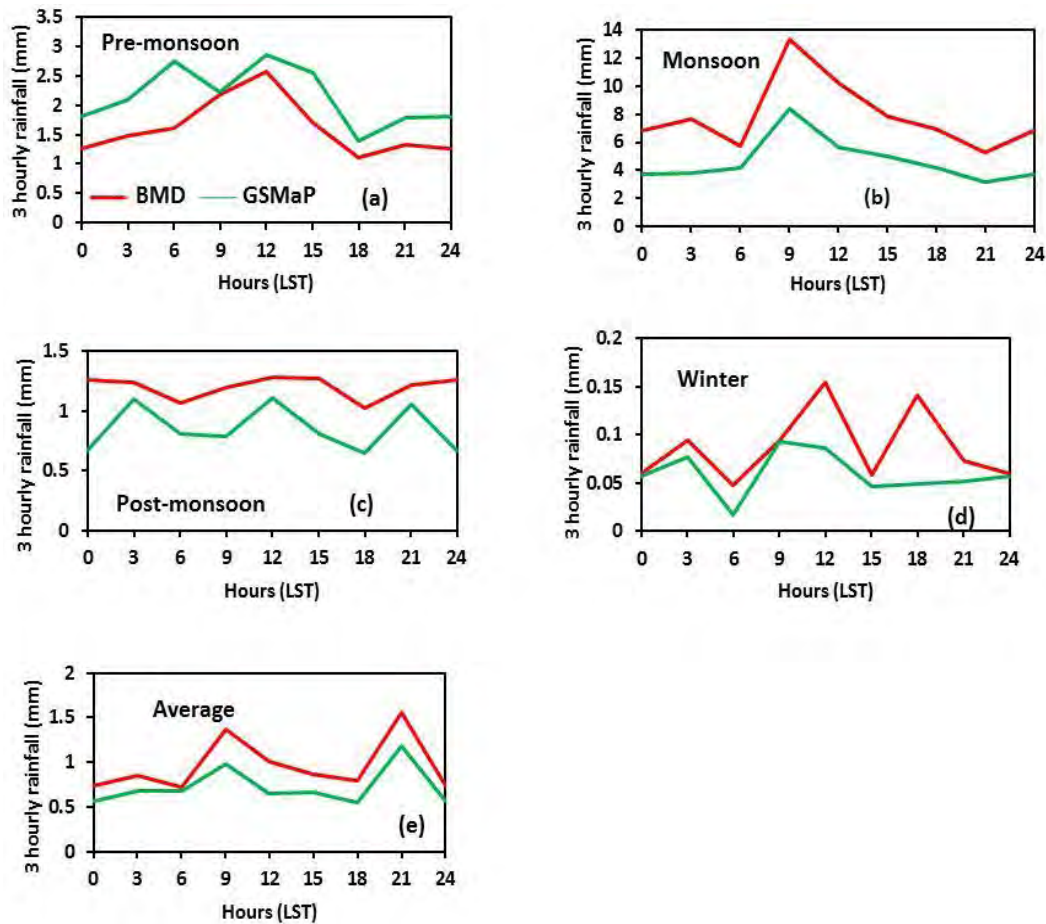 3 hourly rainfall (mm)
3.5
3
2.5
2
1.5
1
0.5
0
Pre-monsoon
BMD
GSMaP
(a)
0 3 6 9 12 15 18 21 24
Hours (LST)
3 hourly rainfall (mm)
14
12
10
8
6
4
2
0
Monsoon
(b)
0 3 6 9 12 15 18 21 24
Hours (LST)
3 hourly rainfall (mm)
1.5
1
0.5
0
Post-monsoon
(c)
0 3 6 9 12 15 18 21 24
Hours (LST)
3 hourly rainfall (mm)
0.2
0.15
0.1
0.05
0
Winter
(d)
0 3 6 9 12 15 18 21 24
Hours (LST)
3 hourly rainfall (mm)
2
1.5
1
0.5
0
Average
(e)
0 3 6 9 12 15 18 21 24
Hours (LST)